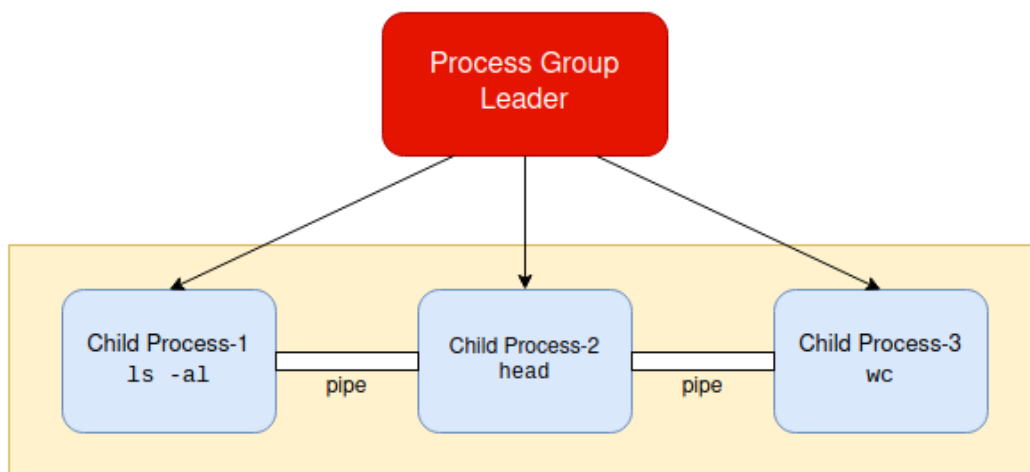 Process Group
Leader
Child Process-1
ls -al
pipe
Child Process-2
head
pipe
Child Process-3
wc